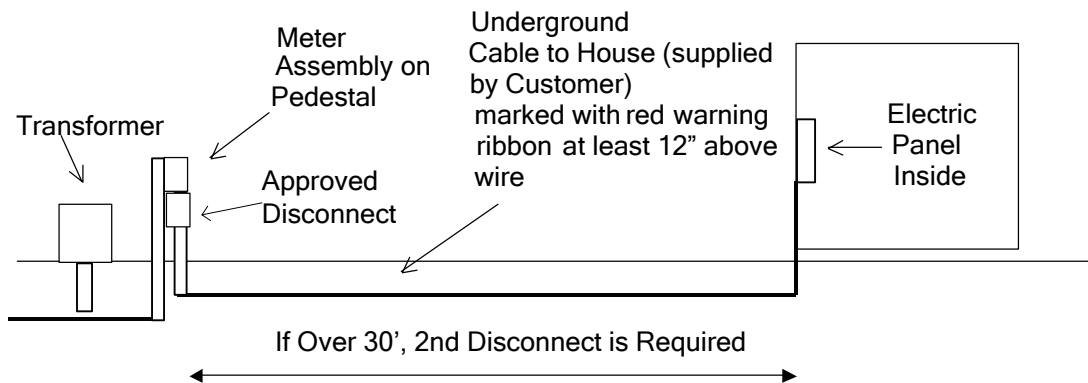 Transformer
Meter
Assembly on
Pedestal
Approved
Disconnect
Underground
Cable to House (supplied
by Customer)
marked with red warning
ribbon at least 12” above
wire
Electric
Panel
Inside
If Over 30’, 2nd Disconnect is Required